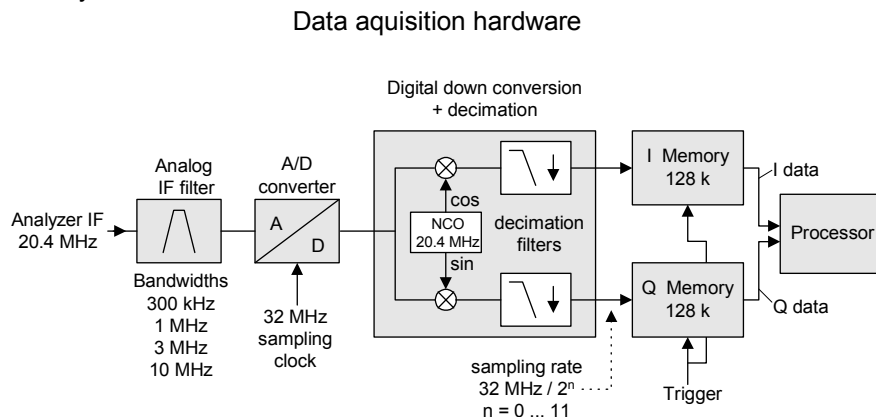 Data aquisition hardware
Digital down conversion
+ decimation
Analog
IF filter
A/D
converter
Analyzer IF
20.4 MHz
A
D
cos
NCO
20.4 MHz
sin
decimation
filters
I Memory
128 k
I data
Processor
Q Memory
128 k
Q data
Bandwidths
300 kHz
1 MHz
3 MHz
10 MHz
32 MHz
sampling
clock
sampling rate
32 MHz / 2ⁿ
n = 0 ... 11
Trigger